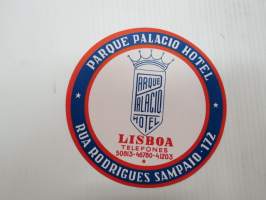 PARQUE PALACIO HOTEL
PARQUE
PALACIO
HOTEL
LISBOA
TELEFONES
50813-46780-41203
RUA RODRIGUES SAMPAIO-172